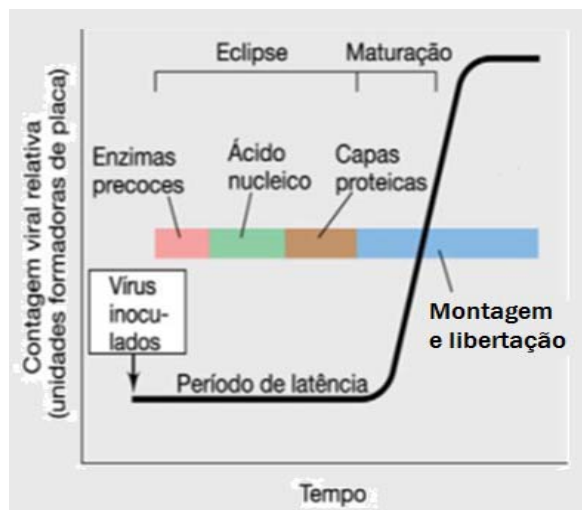 Contagem viral relativa
(unidades formadoras de placa)
Eclipse
Maturação
Enzimas
precoces
Ácido
nucleico
Capas
proteicas
Vírus
inocu-
lados
Montagem
e libertação
Período de latência
Tempo